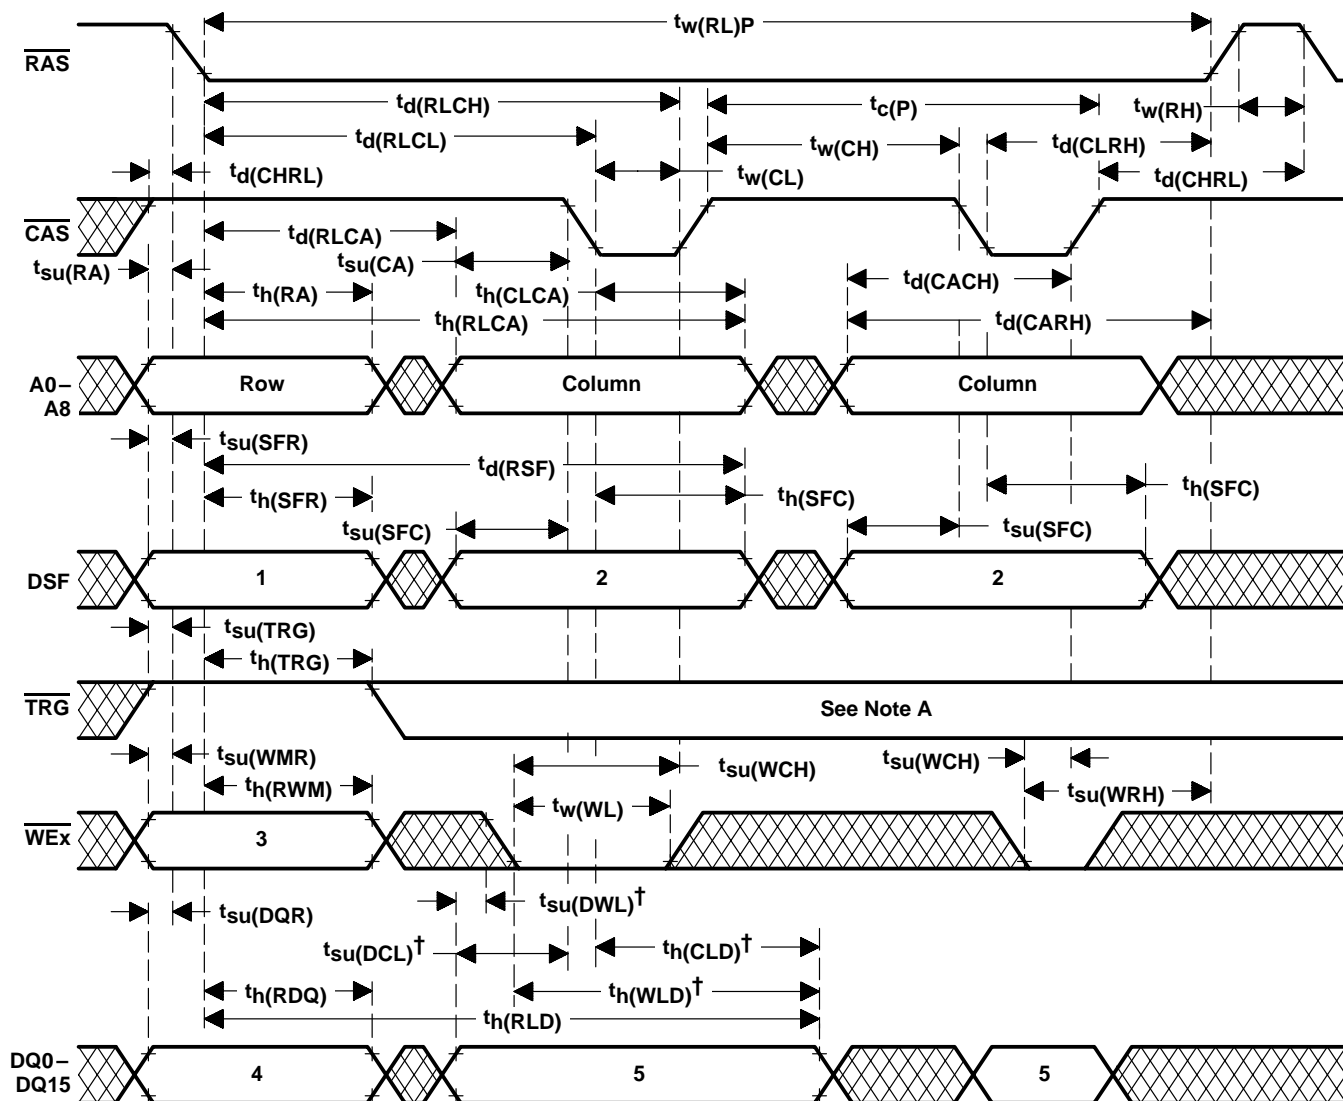 tw(RL)P
RAS
td(RLCH)
tc(P)
tw(RH)
td(RLCL)
tw(CH)
td(CLRH)
td(CHRL)
tw(CL)
td(CHRL)
CAS
td(RLCA)
tsu(CA)
tsu(RA)
th(RA)
th(CLCA)
td(CACH)
th(RLCA)
td(CARH)
A0–
A8
Row
Column
Column
tsu(SFR)
td(RSF)
th(SFR)
th(SFC)
th(SFC)
tsu(SFC)
tsu(SFC)
DSF
1
2
2
tsu(TRG)
th(TRG)
TRG
See Note A
tsu(WMR)
tsu(WCH)
tsu(WCH)
th(RWM)
tw(WL)
tsu(WRH)
WEx
3
tsu(DWL)†
tsu(DQR)
tsu(DCL)†
th(CLD)†
th(RDQ)
th(WLD)†
th(RLD)
DQ0–
DQ15
4
5
5